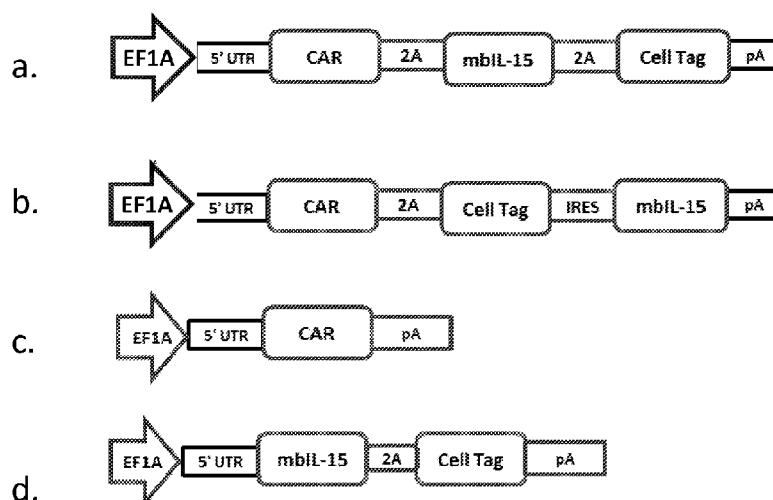 a. EF1A 5' UTR CAR 2A mbIL-15 2A Cell Tag pA
b. EF1A 5' UTR CAR 2A Cell Tag IRES mbIL-15 pA
c. EF1A 5' UTR CAR pA
d. EF1A 5' UTR mbIL-15 2A Cell Tag pA